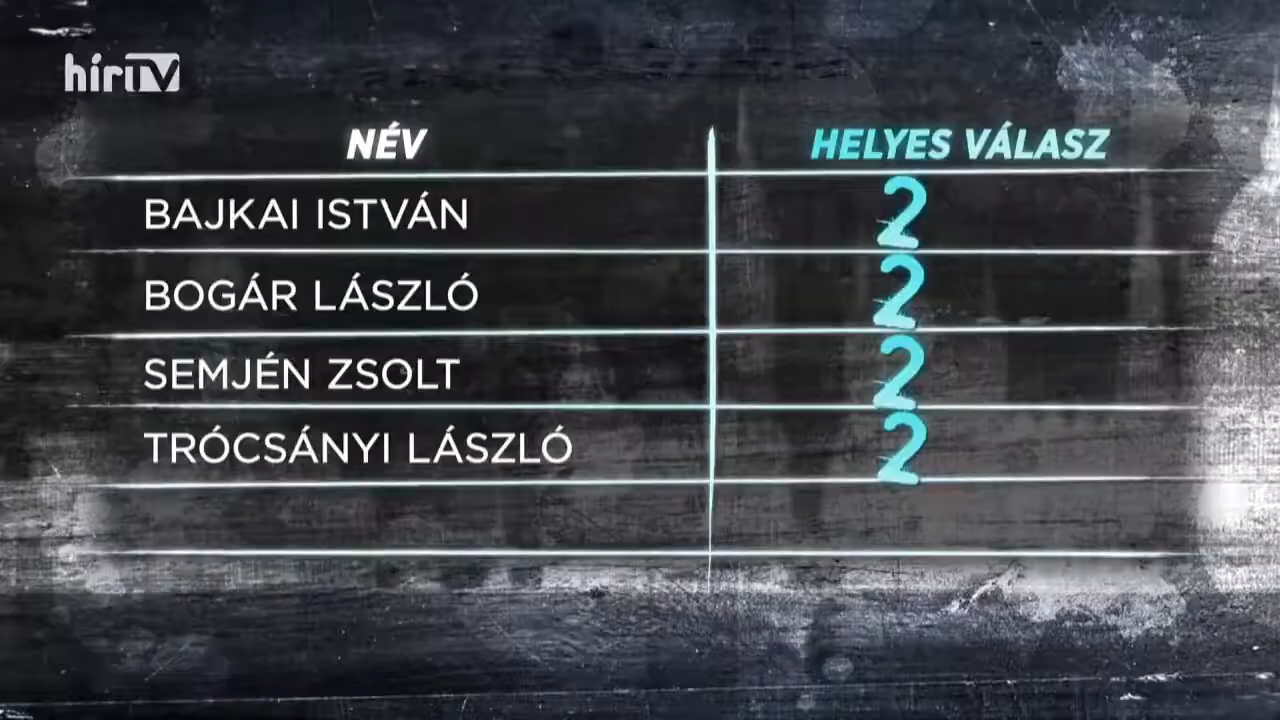 hírTV
NÉV HELYES VÁLASZ
BAJKAI ISTVÁN 2
BOGÁR LÁSZLÓ 2
SEMJÉN ZSOLT 2
TRÓCSÁNYI LÁSZLÓ 2